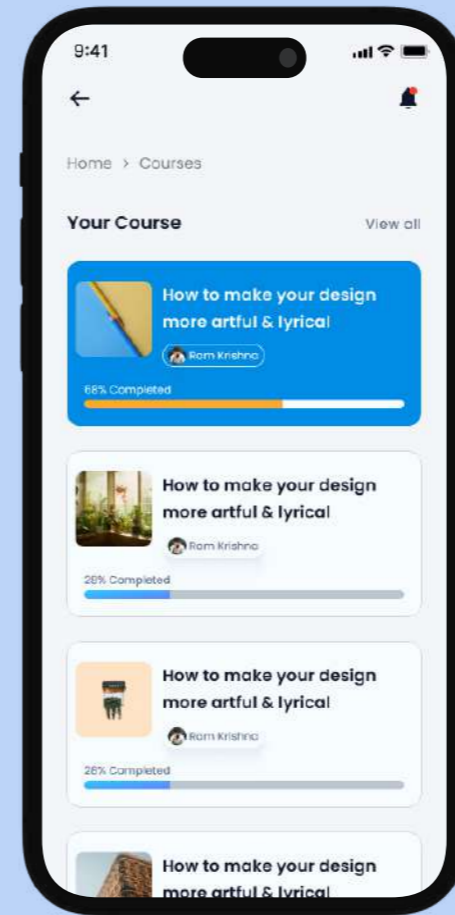 9:41
Home > Courses
Your Course
View all
How to make your design
more artful & lyrical
Ram Krishna
68% Completed
How to make your design
more artful & lyrical
Ram Krishna
28% Completed
How to make your design
more artful & lyrical
Ram Krishna
28% Completed
How to make your design
more artful & lyrical